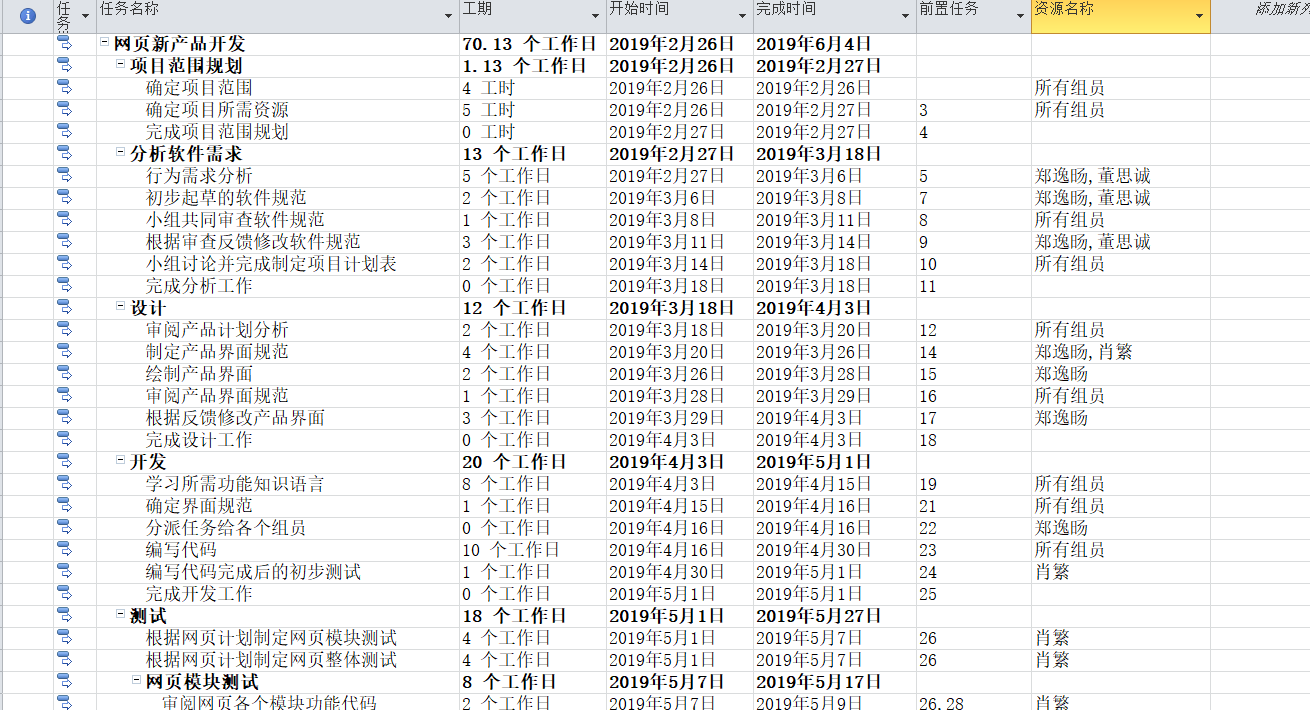 任务 任务名称 工期 开始时间 完成时间 前置任务 资源名称 添加新列
网页新产品开发 70.13 个工作日 2019年2月26日 2019年6月4日
项目范围规划 1.13 个工作日 2019年2月26日 2019年2月27日
确定项目范围 4 工时 2019年2月26日 2019年2月26日 所有组员
确定项目所需资源 5 工时 2019年2月26日 2019年2月27日 3 所有组员
完成项目范围规划 0 工时 2019年2月27日 2019年2月27日 4
分析软件需求 13 个工作日 2019年2月27日 2019年3月18日
行为需求分析 5 个工作日 2019年2月27日 2019年3月6日 5 郑逸旸,董思诚
初步起草的软件规范 2 个工作日 2019年3月6日 2019年3月8日 7 郑逸旸,董思诚
小组共同审查软件规范 1 个工作日 2019年3月8日 2019年3月11日 8 所有组员
根据审查反馈修改软件规范 3 个工作日 2019年3月11日 2019年3月14日 9 郑逸旸,董思诚
小组讨论并完成制定项目计划表 2 个工作日 2019年3月14日 2019年3月18日 10 所有组员
完成分析工作 0 个工作日 2019年3月18日 2019年3月18日 11
设计 12 个工作日 2019年3月18日 2019年4月3日
审阅产品计划分析 2 个工作日 2019年3月18日 2019年3月20日 12 所有组员
制定产品界面规范 4 个工作日 2019年3月20日 2019年3月26日 14 郑逸旸,肖繁
绘制产品界面 2 个工作日 2019年3月26日 2019年3月28日 15 郑逸旸
审阅产品界面规范 1 个工作日 2019年3月28日 2019年3月29日 16 所有组员
根据反馈修改产品界面 3 个工作日 2019年3月29日 2019年4月3日 17 郑逸旸
完成设计工作 0 个工作日 2019年4月3日 2019年4月3日 18
开发 20 个工作日 2019年4月3日 2019年5月1日
学习所需功能知识语言 8 个工作日 2019年4月3日 2019年4月15日 19 所有组员
确定界面规范 1 个工作日 2019年4月15日 2019年4月16日 21 所有组员
分派任务给各个组员 0 个工作日 2019年4月16日 2019年4月16日 22 郑逸旸
编写代码 10 个工作日 2019年4月16日 2019年4月30日 23 所有组员
编写代码完成后的初步测试 1 个工作日 2019年4月30日 2019年5月1日 24 肖繁
完成开发工作 0 个工作日 2019年5月1日 2019年5月1日 25
测试 18 个工作日 2019年5月1日 2019年5月27日
根据网页计划制定网页模块测试 4 个工作日 2019年5月1日 2019年5月7日 26 肖繁
根据网页计划制定网页整体测试 4 个工作日 2019年5月1日 2019年5月7日 26 肖繁
网页模块测试 8 个工作日 2019年5月7日 2019年5月17日
审阅网页各个模块功能代码 2 个工作日 2019年5月7日 2019年5月9日 26,28 肖繁